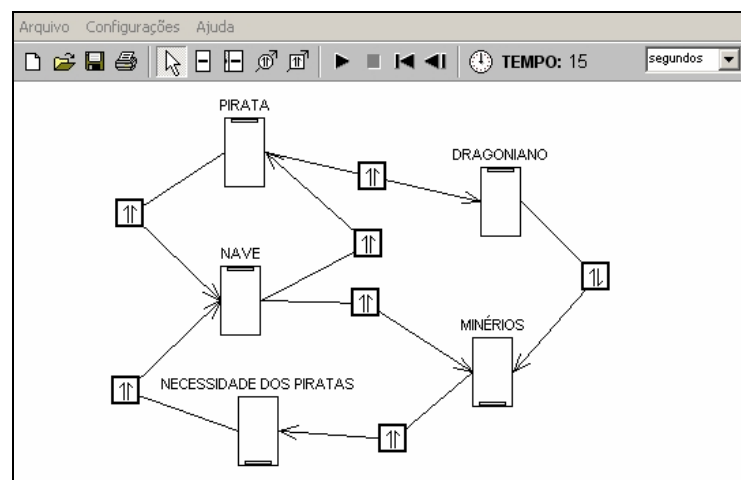 Arquivo Configurações Ajuda
TEMPO: 15 segundos
PIRATA
DRAGONIANO
NAVE
MINÉRIOS
NECESSIDADE DOS PIRATAS